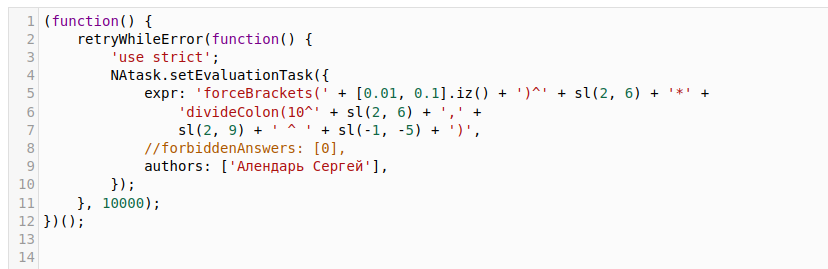 1 (function() {
2     retryWhileError(function() {
3         'use strict';
4         NAtask.setEvaluationTask({
5             expr: 'forceBrackets(' + [0.01, 0.1].iz() + ')^' + sl(2, 6) + '*' +
6                 'divideColon(10^' + sl(2, 6) + ',' +
7                 sl(2, 9) + ' ^ ' + sl(-1, -5) + ')',
8             //forbiddenAnswers: [0],
9             authors: ['Алендарь Сергей'],
10         });
11     }, 10000);
12 })();
13
14